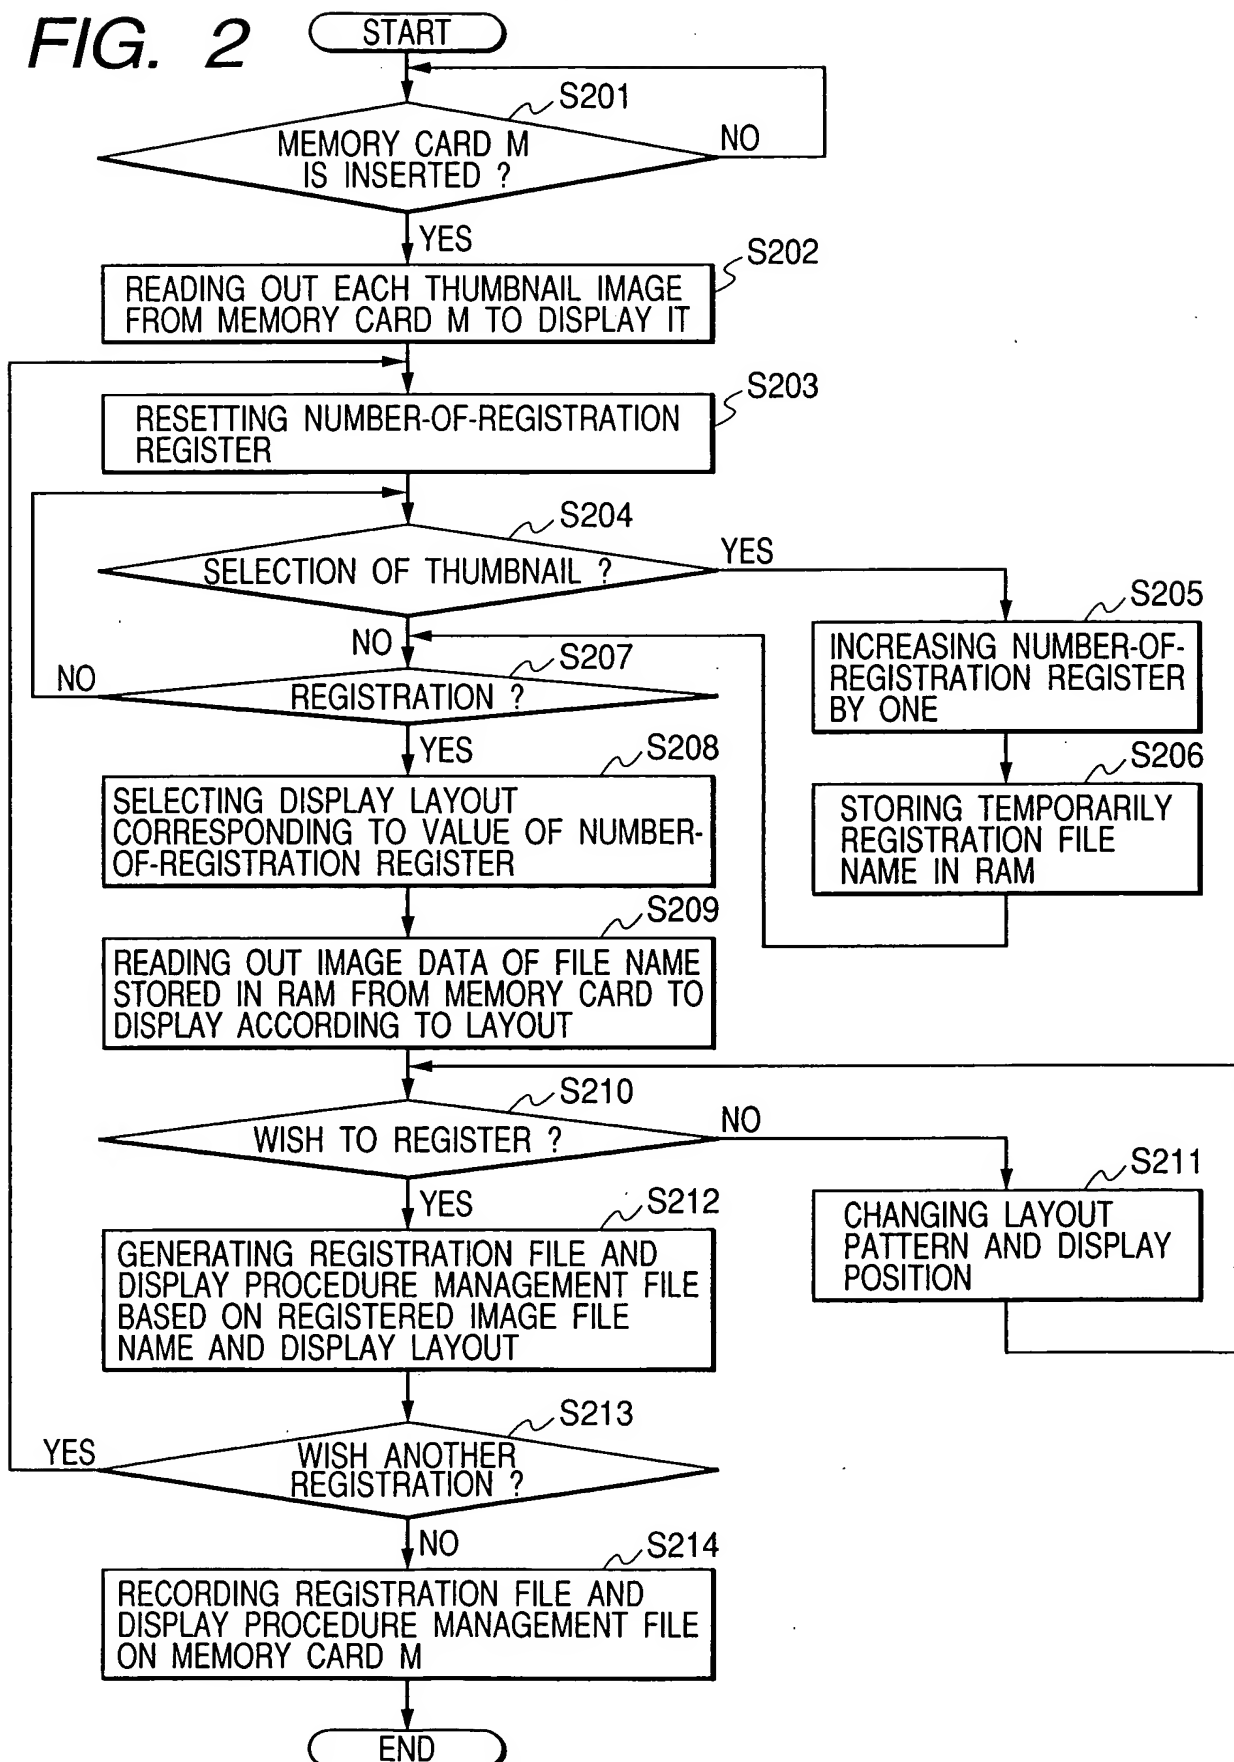 FIG. 2
START
S201
MEMORY CARD M
IS INSERTED ?
NO
YES
S202
READING OUT EACH THUMBNAIL IMAGE
FROM MEMORY CARD M TO DISPLAY IT
S203
RESETTING NUMBER-OF-REGISTRATION
REGISTER
S204
SELECTION OF THUMBNAIL ?
YES
NO
S205
INCREASING NUMBER-OF-
REGISTRATION REGISTER
BY ONE
S206
STORING TEMPORARILY
REGISTRATION FILE
NAME IN RAM
S207
REGISTRATION ?
NO
YES
S208
SELECTING DISPLAY LAYOUT
CORRESPONDING TO VALUE OF NUMBER-
OF-REGISTRATION REGISTER
S209
READING OUT IMAGE DATA OF FILE NAME
STORED IN RAM FROM MEMORY CARD TO
DISPLAY ACCORDING TO LAYOUT
S210
WISH TO REGISTER ?
NO
YES
S211
CHANGING LAYOUT
PATTERN AND DISPLAY
POSITION
S212
GENERATING REGISTRATION FILE AND
DISPLAY PROCEDURE MANAGEMENT FILE
BASED ON REGISTERED IMAGE FILE
NAME AND DISPLAY LAYOUT
S213
WISH ANOTHER
REGISTRATION ?
YES
NO
S214
RECORDING REGISTRATION FILE AND
DISPLAY PROCEDURE MANAGEMENT FILE
ON MEMORY CARD M
END